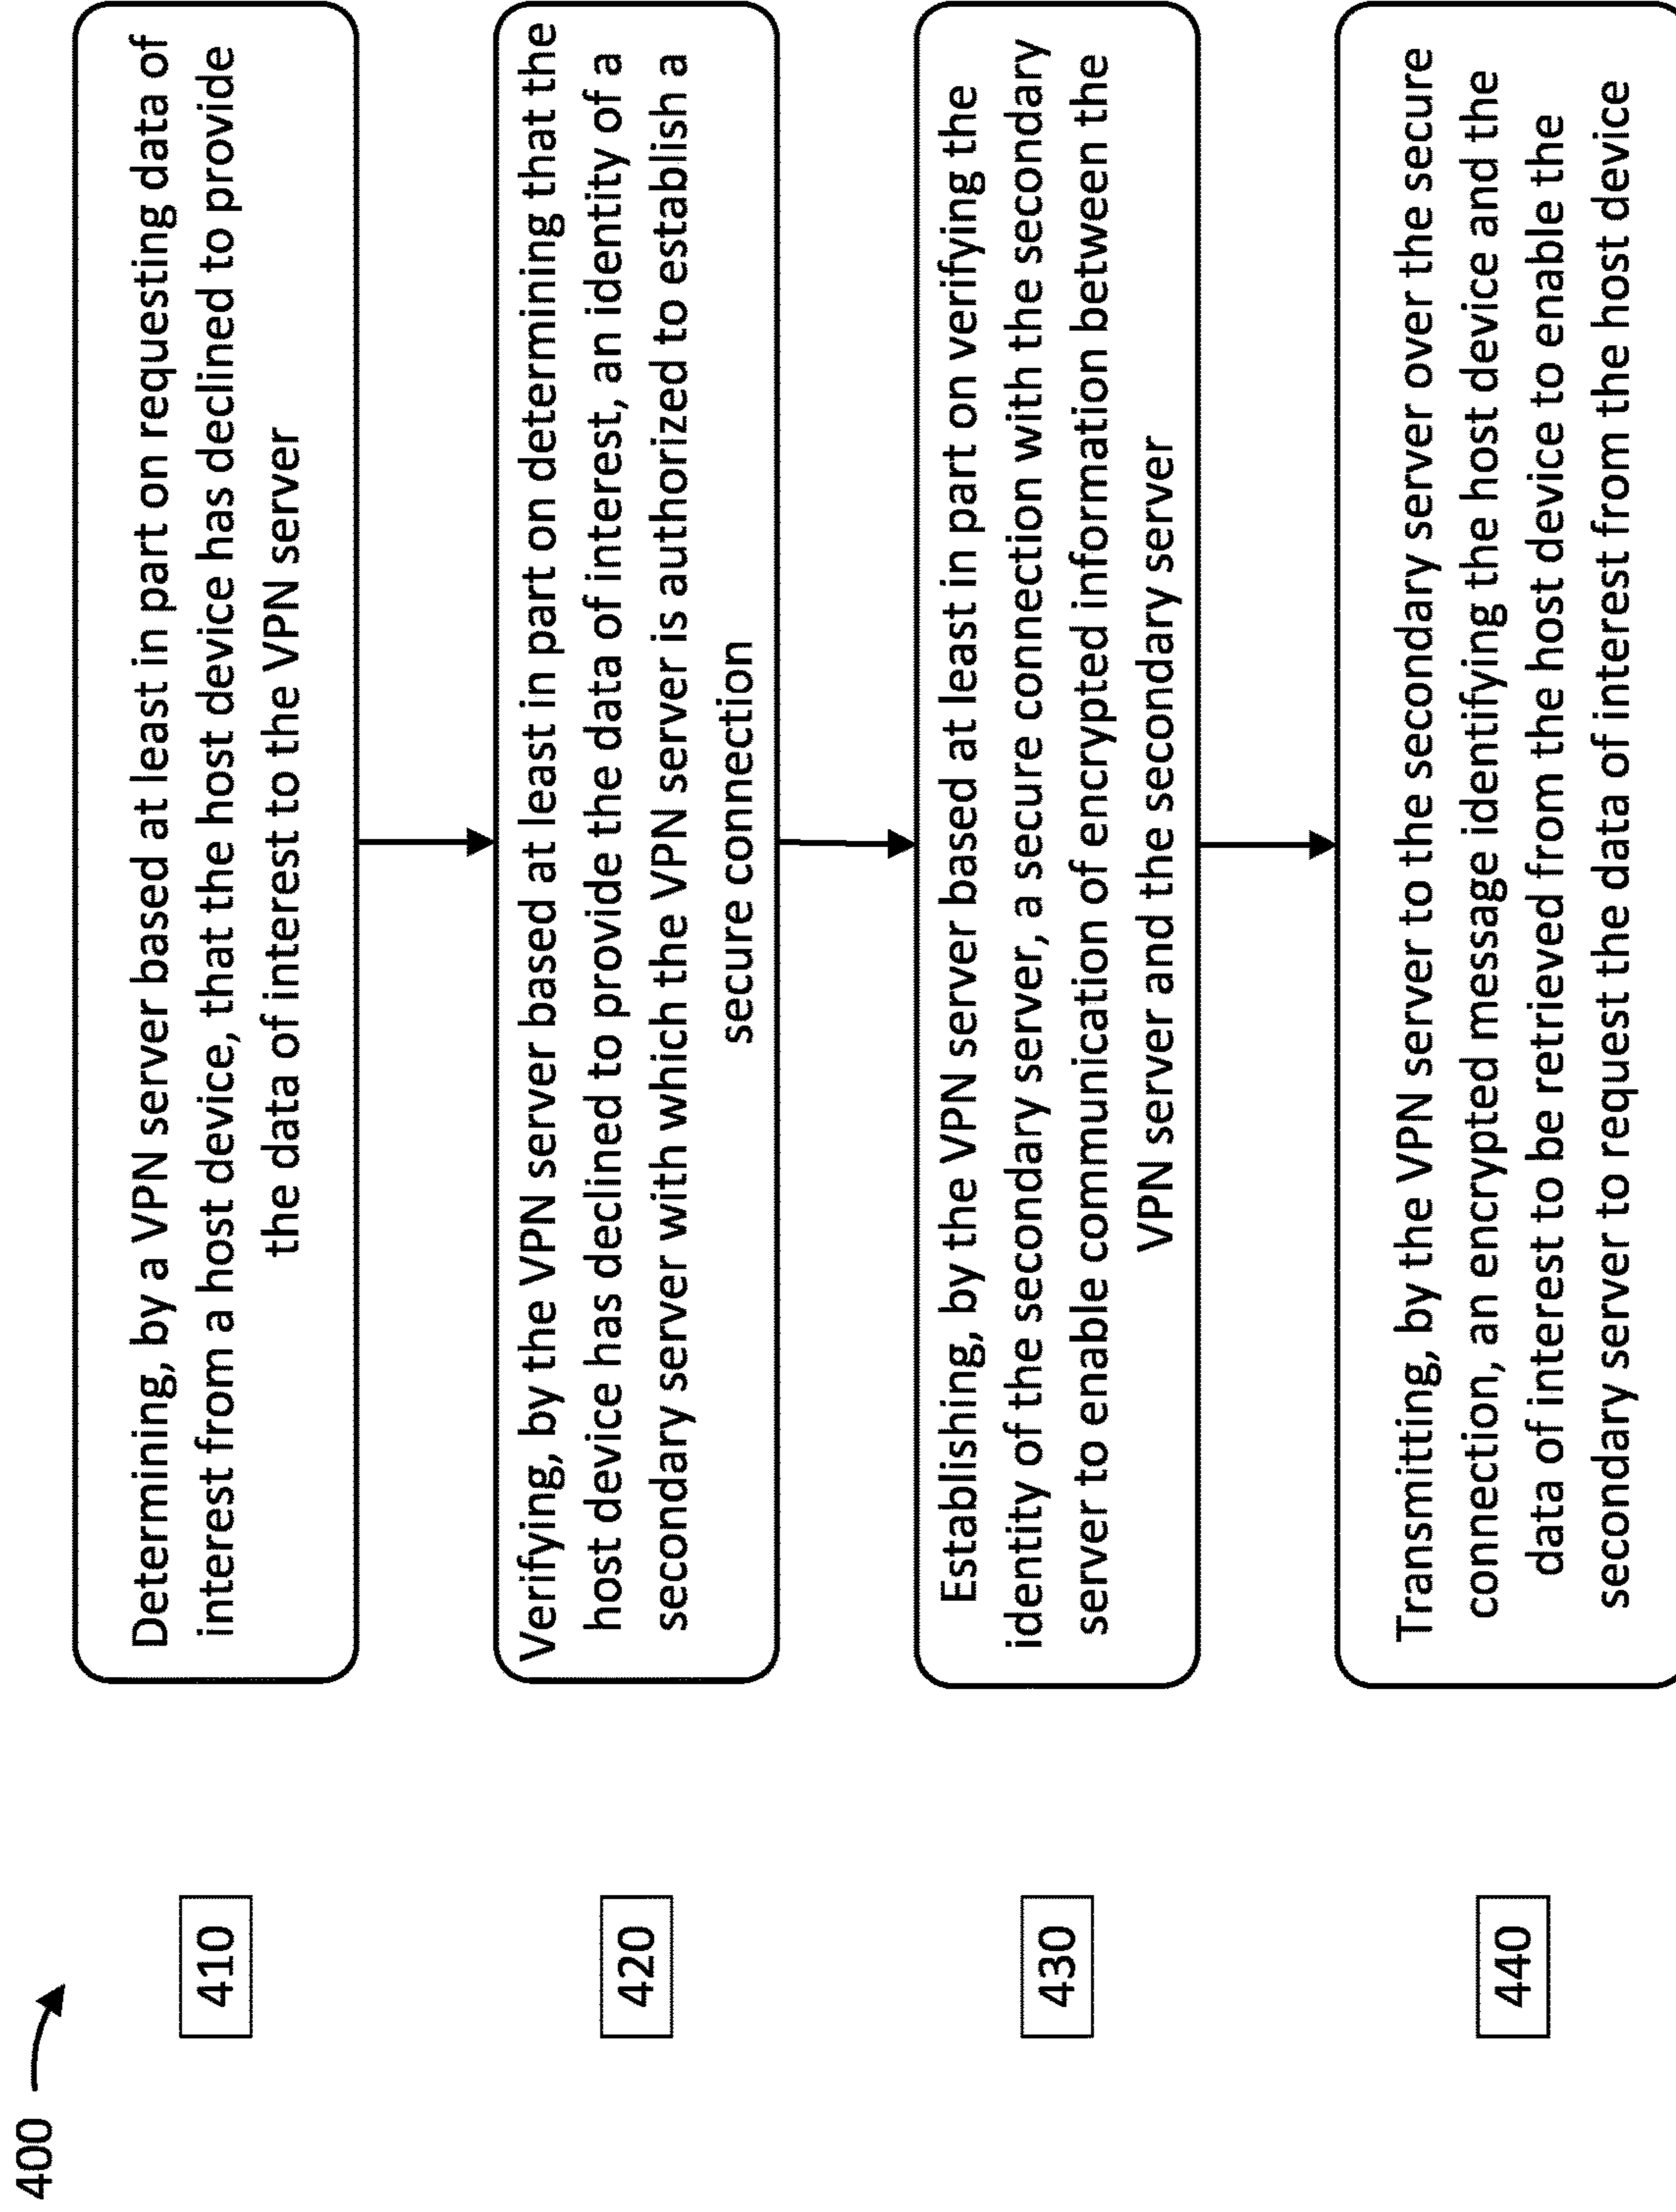 400
410
Determining, by a VPN server based at least in part on requesting data of
interest from a host device, that the host device has declined to provide
the data of interest to the VPN server
420
Verifying, by the VPN server based at least in part on determining that the
host device has declined to provide the data of interest, an identity of a
secondary server with which the VPN server is authorized to establish a
secure connection
430
Establishing, by the VPN server based at least in part on verifying the
identity of the secondary server, a secure connection with the secondary
server to enable communication of encrypted information between the
VPN server and the secondary server
440
Transmitting, by the VPN server to the secondary server over the secure
connection, an encrypted message identifying the host device and the
data of interest to be retrieved from the host device to enable the
secondary server to request the data of interest from the host device